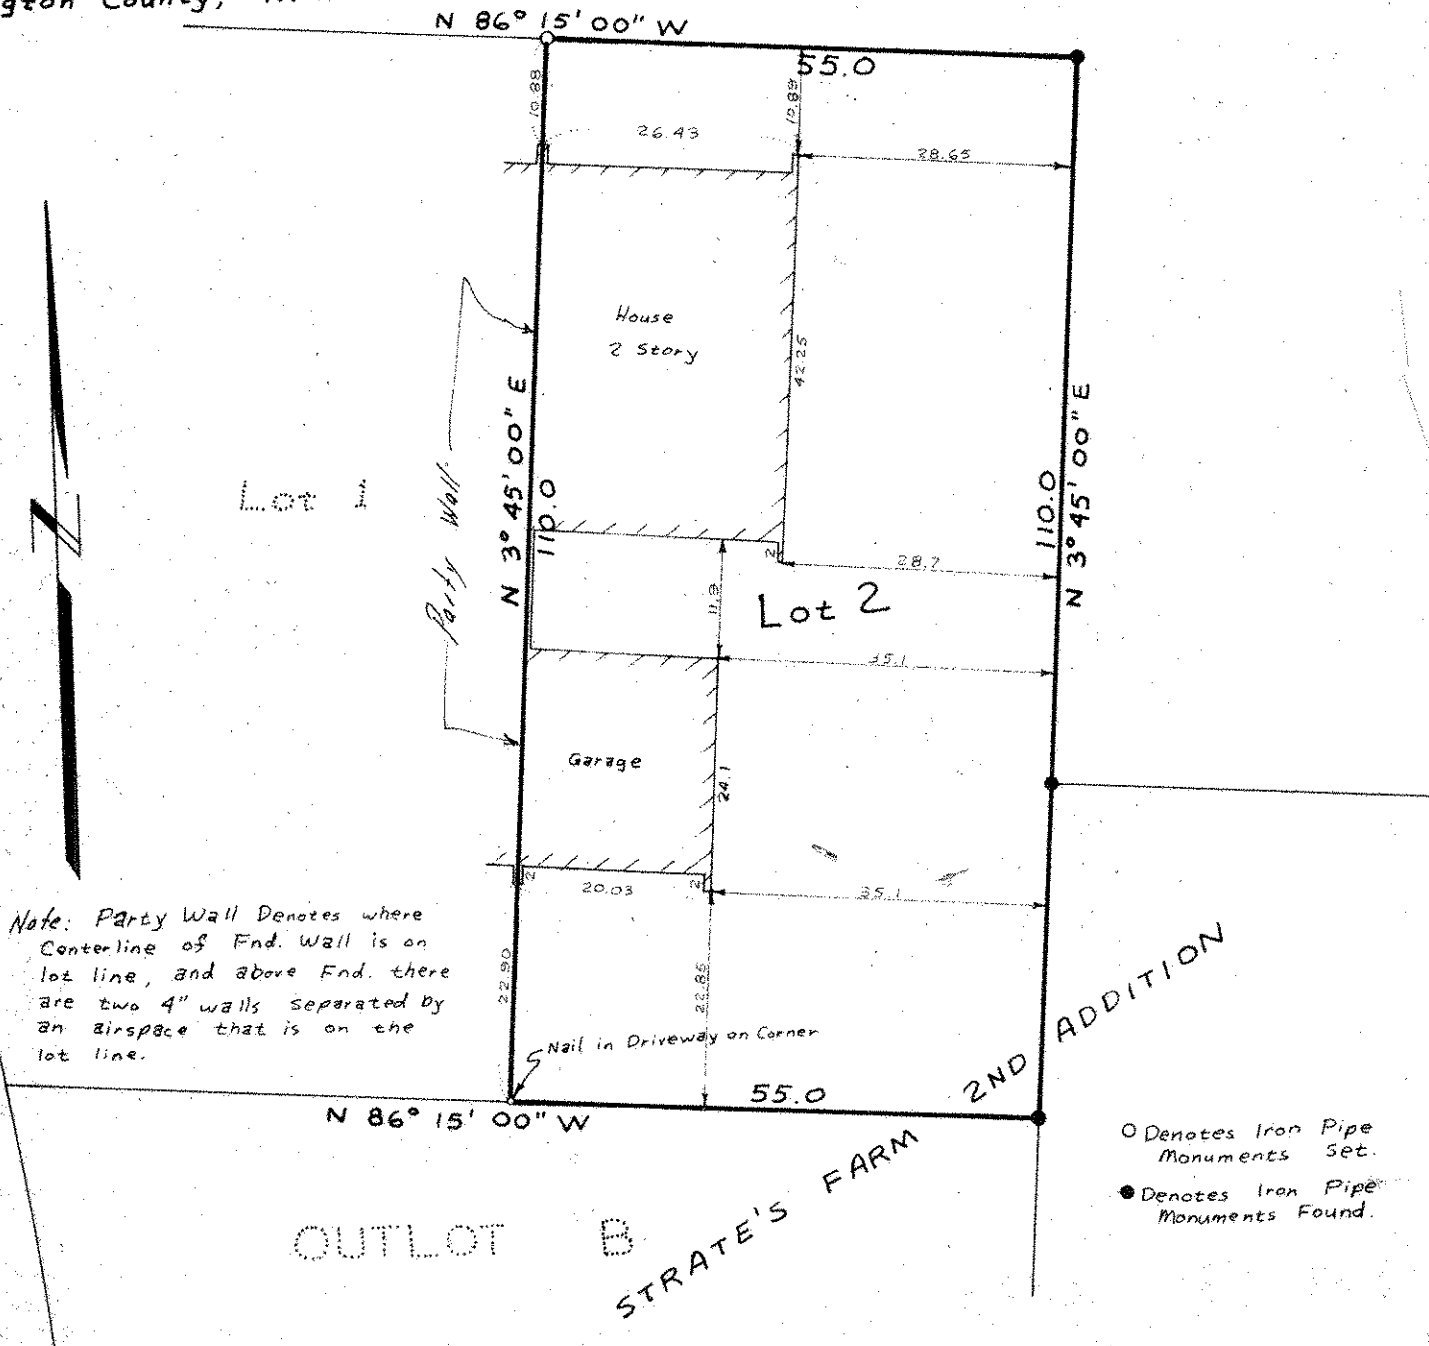 gton County,
N 86° 15' 00" W
55.0
10.88
10.89
26.43
28.65
House
2 Story
42.25
N 3° 45' 00" E
110.0
110.0
N 3° 45' 00" E
Lot 1
Party Wall
2
28.7
11.9
Lot 2
35.1
Garage
24.1
2
20.03
2
35.1
Note: Party Wall Denotes where
Centerline of Fnd. Wall is on
lot line, and above Fnd. there
are two 4" walls separated by
an airspace that is on the
lot line.
22.90
22.85
Nail in Driveway on Corner
55.0
N 86° 15' 00" W
STRATE'S FARM 2ND ADDITION
O Denotes Iron Pipe
Monuments Set.
● Denotes Iron Pipe
Monuments Found.
OUTLOT B
N